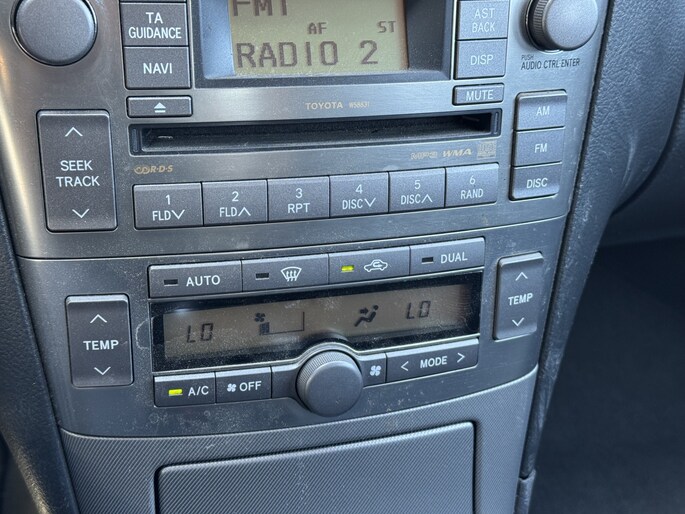 FM1
AF ST
RADIO 2
TA
GUIDANCE
NAVI
AST
BACK
DISP
PUSH
AUDIO CTRL ENTER
MUTE
TOYOTA
SEEK
TRACK
MP3 WMA
AM
FM
DISC
1
FLD
2
FLD
3
RPT
4
DISC
5
DISC
6
RAND
AUTO
DUAL
TEMP
LO
LO
TEMP
A/C
OFF
MODE